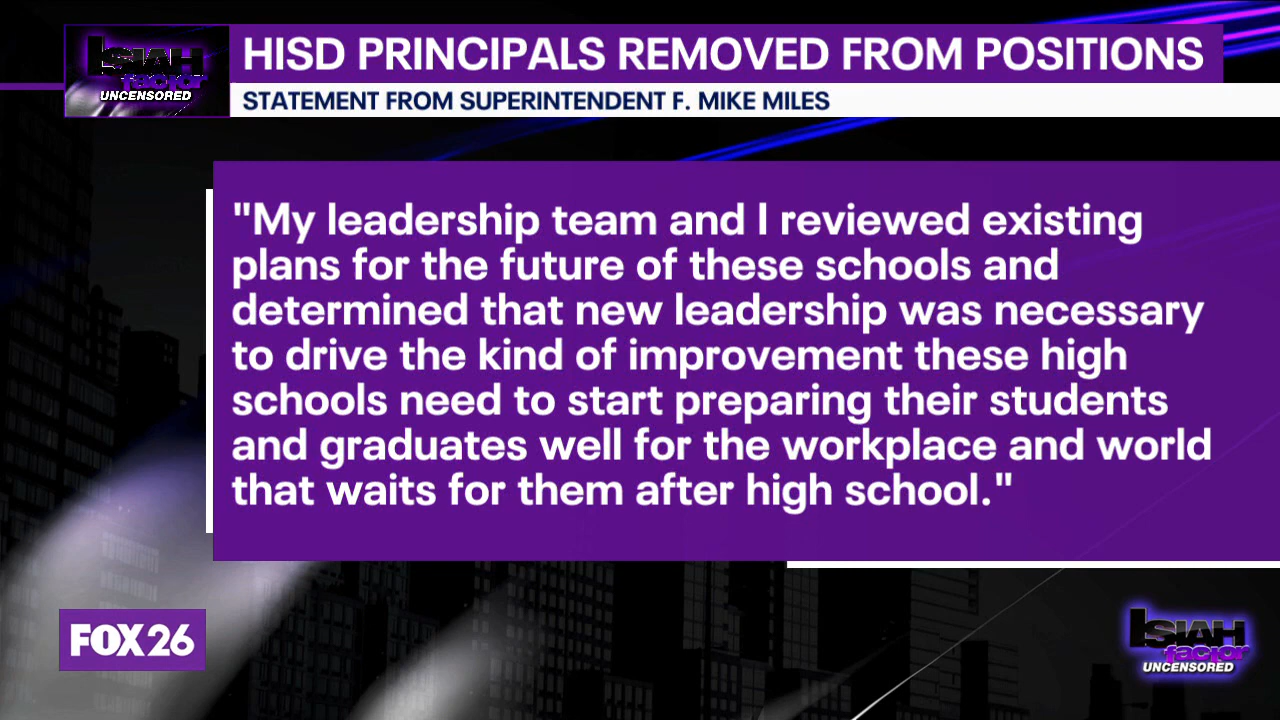 ISIAH
factor
UNCENSORED
HISD PRINCIPALS REMOVED FROM POSITIONS
STATEMENT FROM SUPERINTENDENT F. MIKE MILES
"My leadership team and I reviewed existing
plans for the future of these schools and
determined that new leadership was necessary
to drive the kind of improvement these high
schools need to start preparing their students
and graduates well for the workplace and world
that waits for them after high school."
FOX 26
ISIAH
factor
UNCENSORED